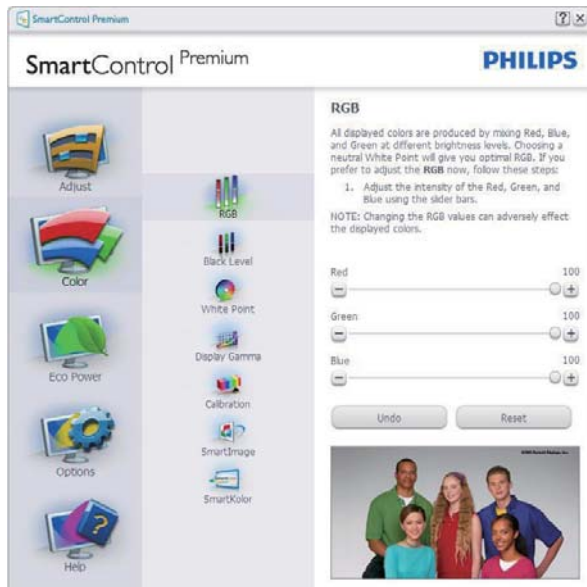 SmartControl Premium
? ×
SmartControl Premium
PHILIPS
Adjust
Color
Eco Power
Options
Help
RGB
Black Level
White Point
Display Gamma
Calibration
SmartImage
SmartKolor
RGB
All displayed colors are produced by mixing Red, Blue,
and Green at different brightness levels. Choosing a
neutral White Point will give you optimal RGB. If you
prefer to adjust the RGB now, follow these steps:
1. Adjust the intensity of the Red, Green, and
Blue using the slider bars.
NOTE: Changing the RGB values can adversely effect
the displayed colors.
Red 100
Green 100
Blue 100
Undo Reset